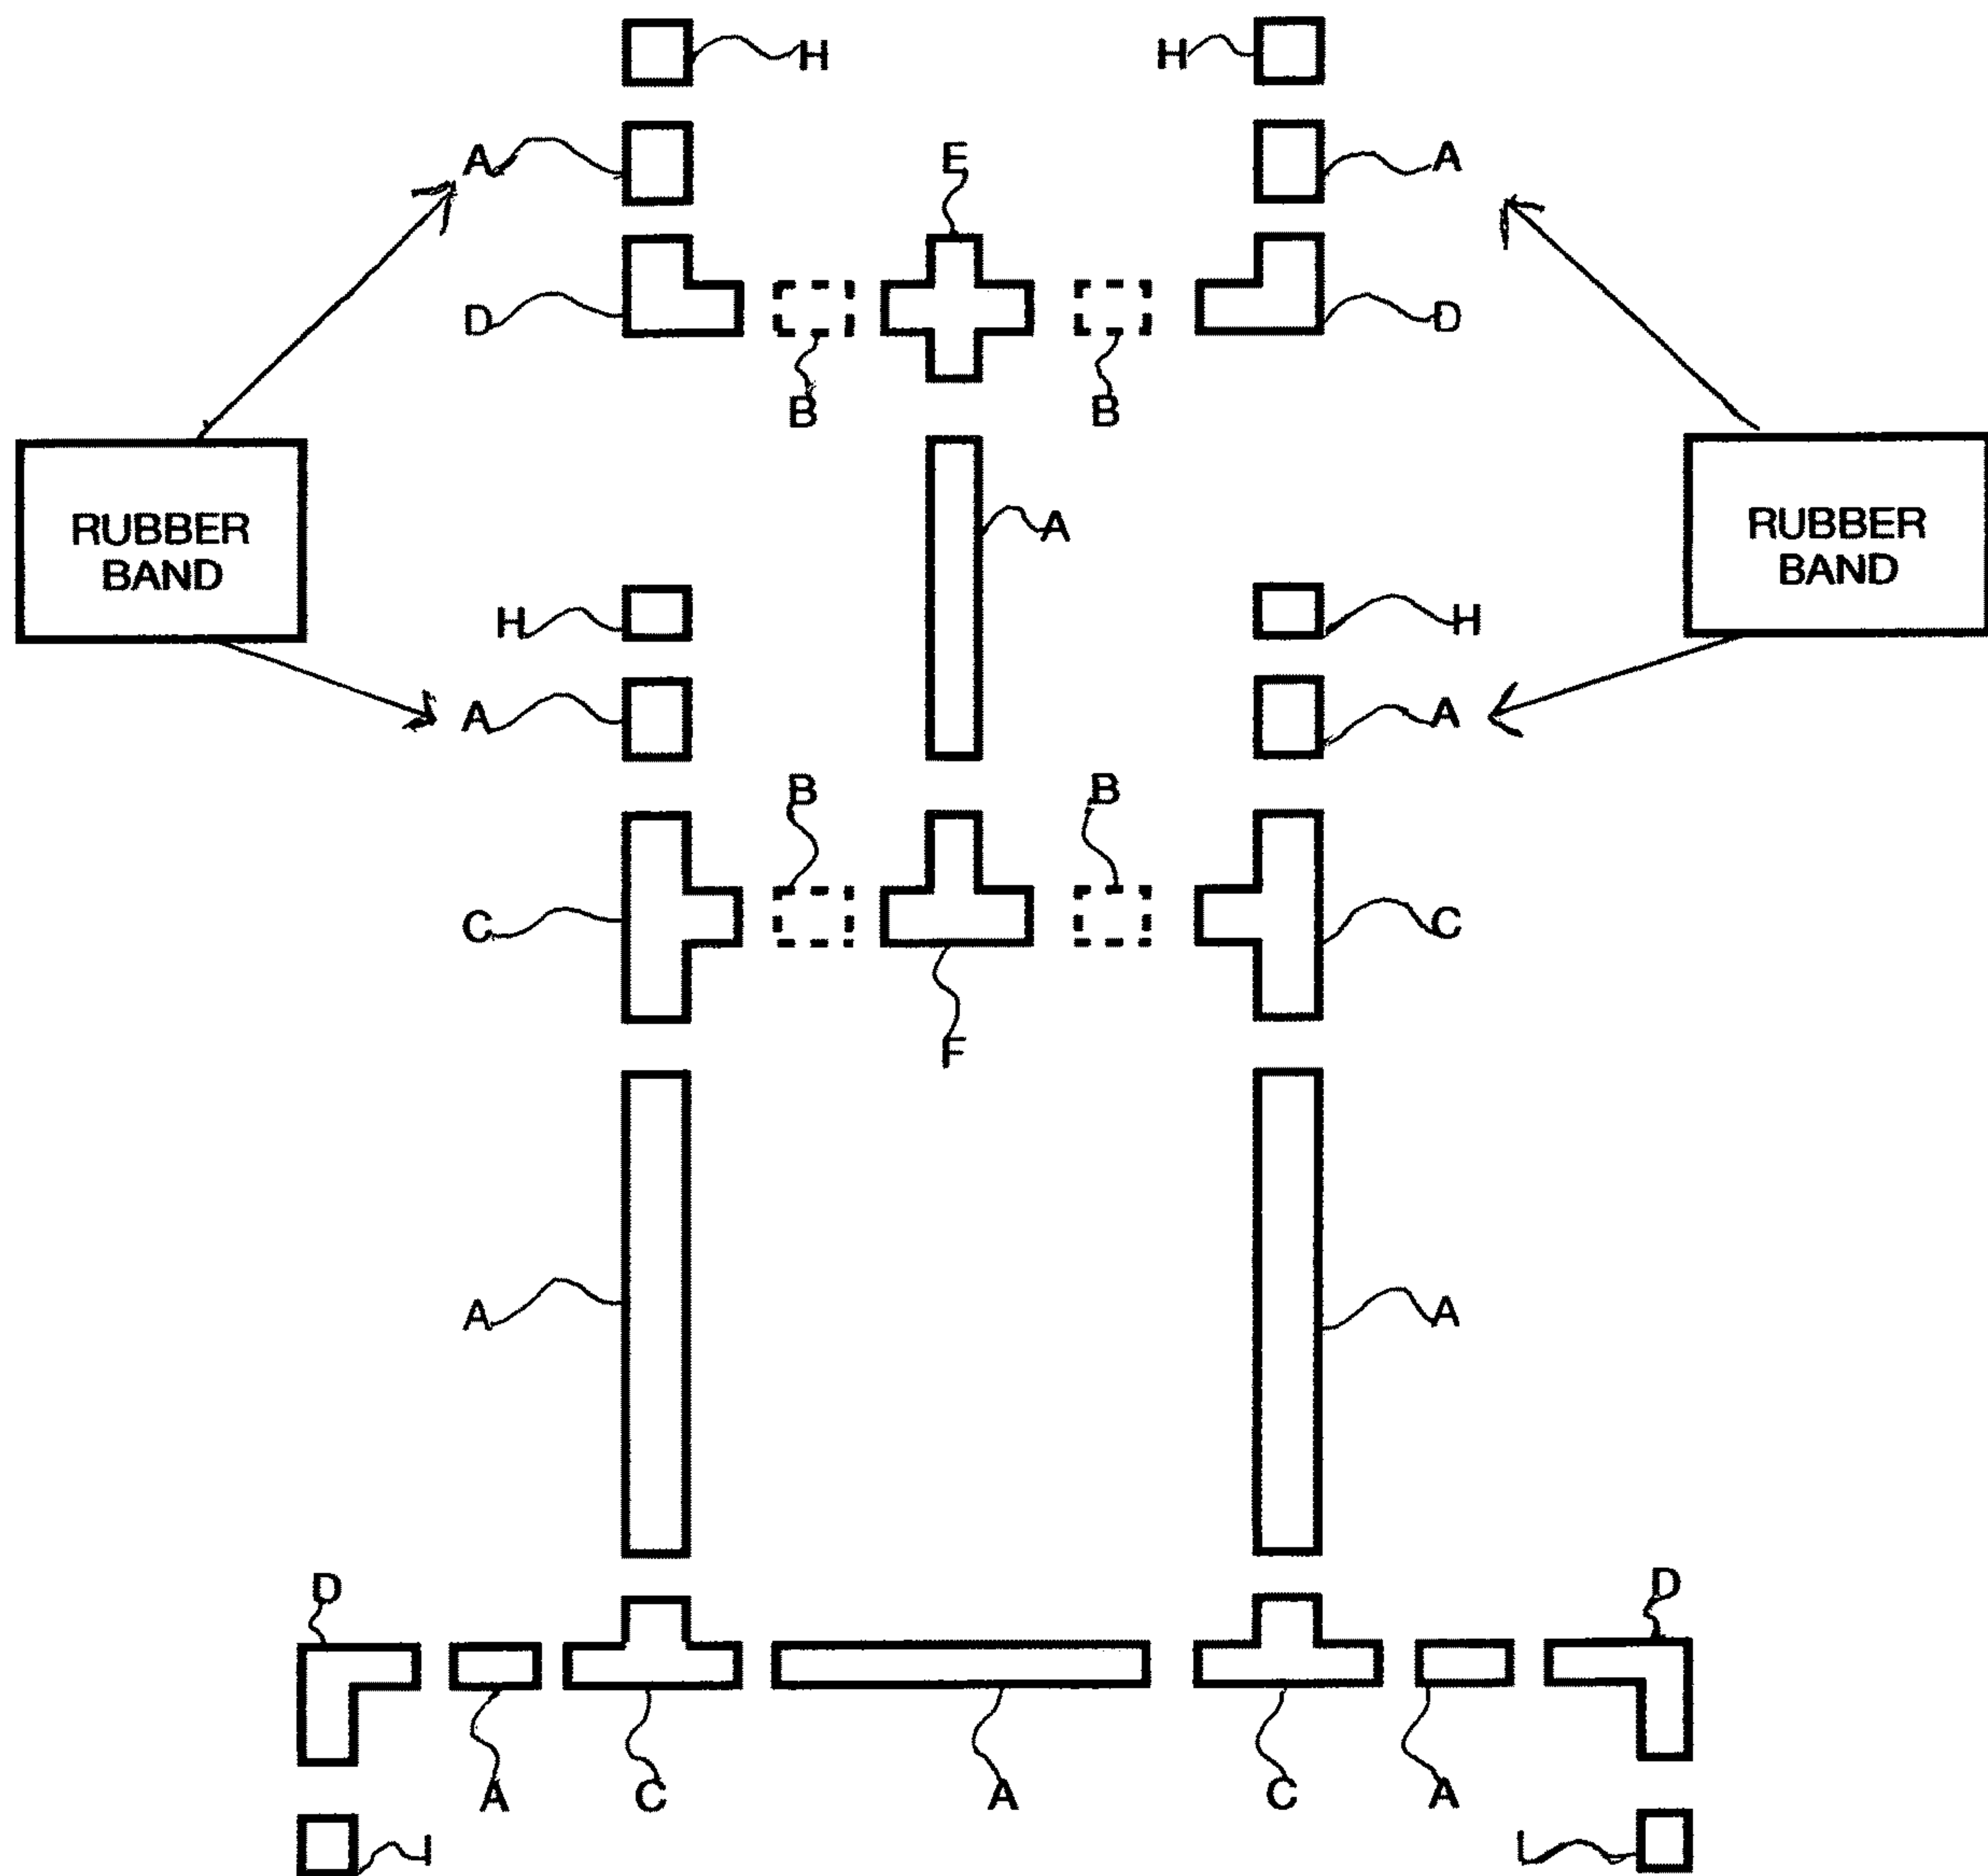 H H
A E A
D B B D
RUBBER BAND
RUBBER BAND
A
H H
A A
B B
C C
F
A A
D D
A C A C A
I I